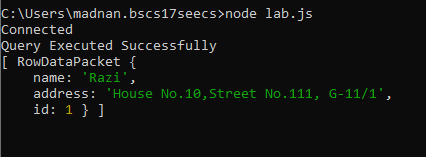 C:\Users\madnan.bscs17seecs>node lab.js
Connected
Query Executed Successfully
[ RowDataPacket {
    name: 'Razi',
    address: 'House No.10,Street No.111, G-11/1',
    id: 1 } ]